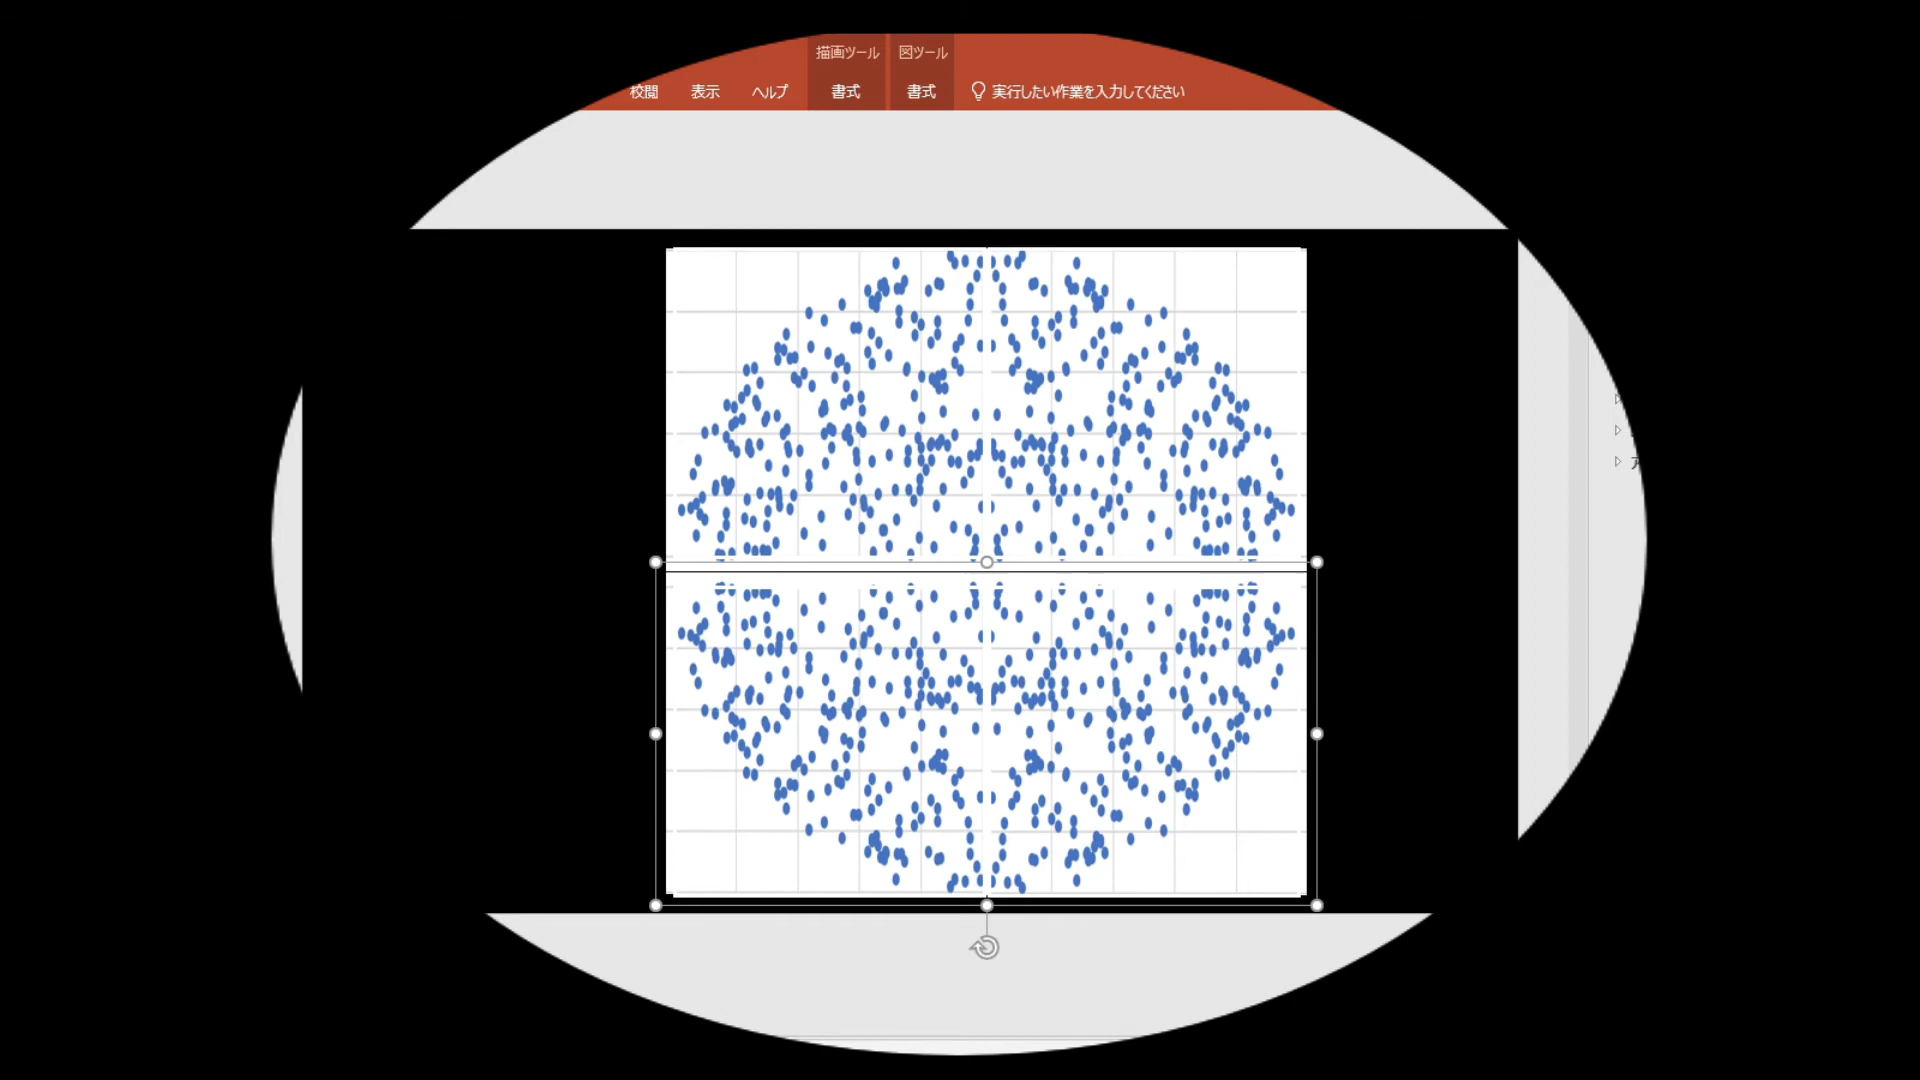 描画ツール 図ツール
校閲 表示 ヘルプ 書式 書式 実行したい作業を入力してください